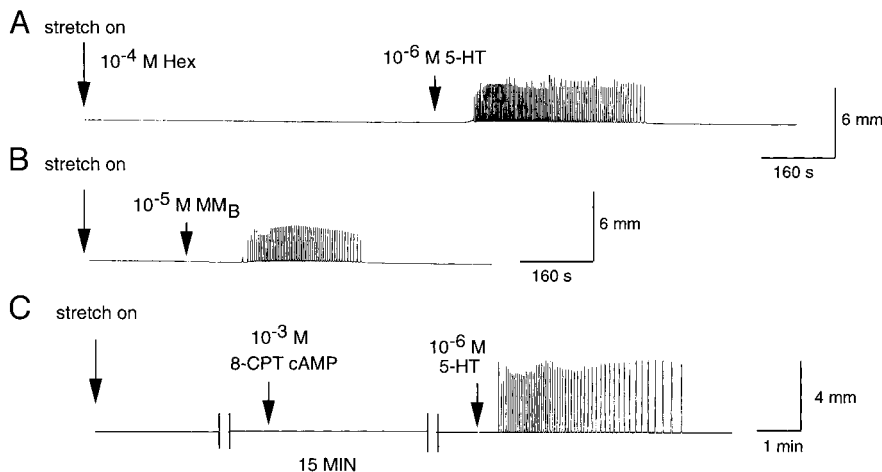 A
stretch on
10⁻⁴ M Hex
10⁻⁶ M 5-HT
6 mm
160 s
B
stretch on
10⁻⁵ M MM_B
6 mm
160 s
C
stretch on
10⁻³ M
8-CPT cAMP
10⁻⁶ M
5-HT
4 mm
1 min
15 MIN